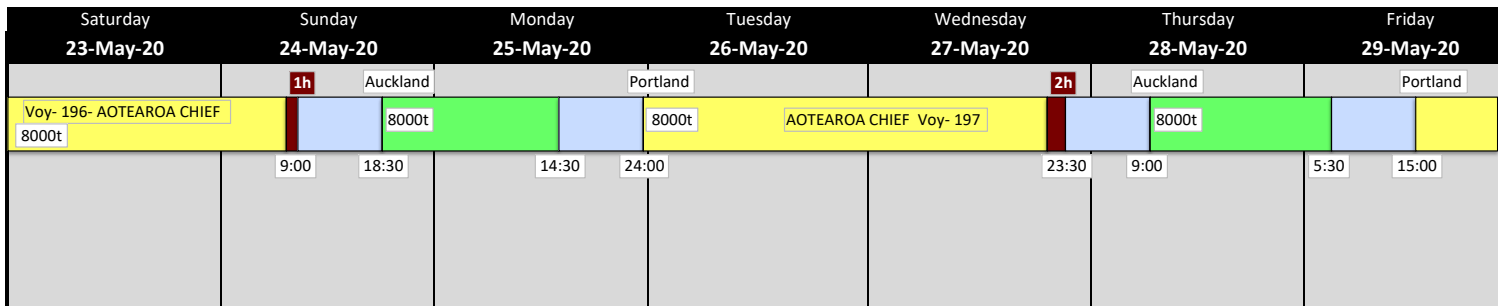 Saturday Sunday Monday Tuesday Wednesday Thursday Friday
23-May-20 24-May-20 25-May-20 26-May-20 27-May-20 28-May-20 29-May-20
1h Auckland Portland 2h Auckland Portland
Voy- 196- AOTEAROA CHIEF
8000t
8000t 8000t AOTEAROA CHIEF Voy- 197 8000t
9:00 18:30 14:30 24:00 23:30 9:00 5:30 15:00